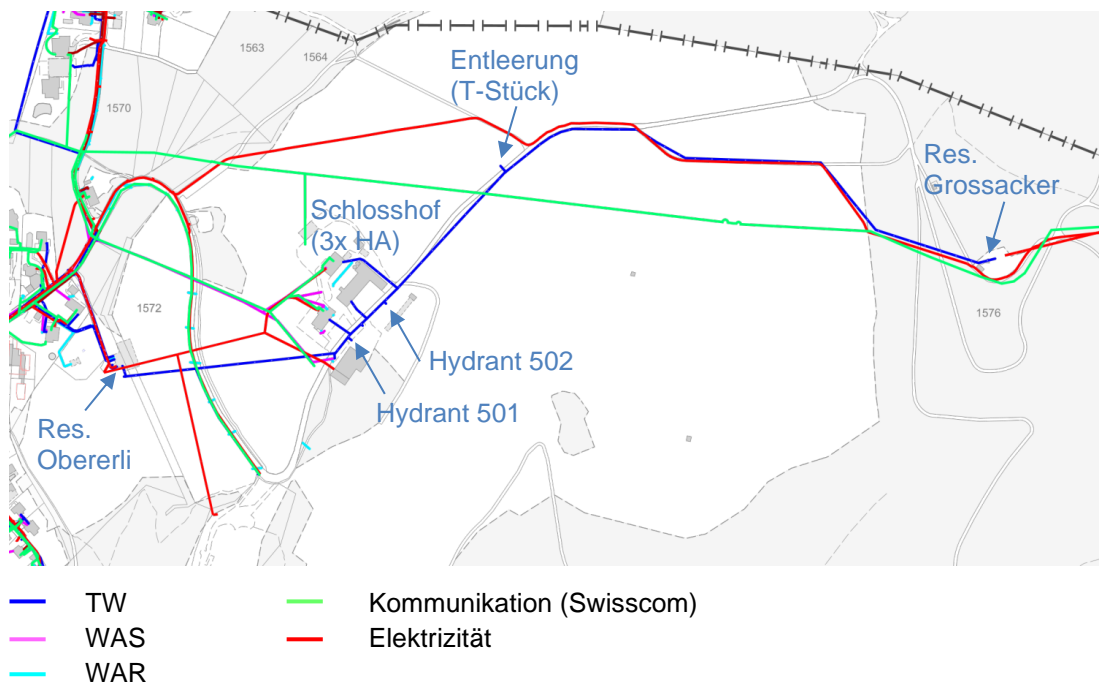 1563
1564
Entleerung
(T-Stück)
1570
Res.
Grossacker
Schlosshof
(3x HA)
1572
1576
Hydrant 502
Hydrant 501
Res.
Obererli
TW
WAS
WAR
Kommunikation (Swisscom)
Elektrizität